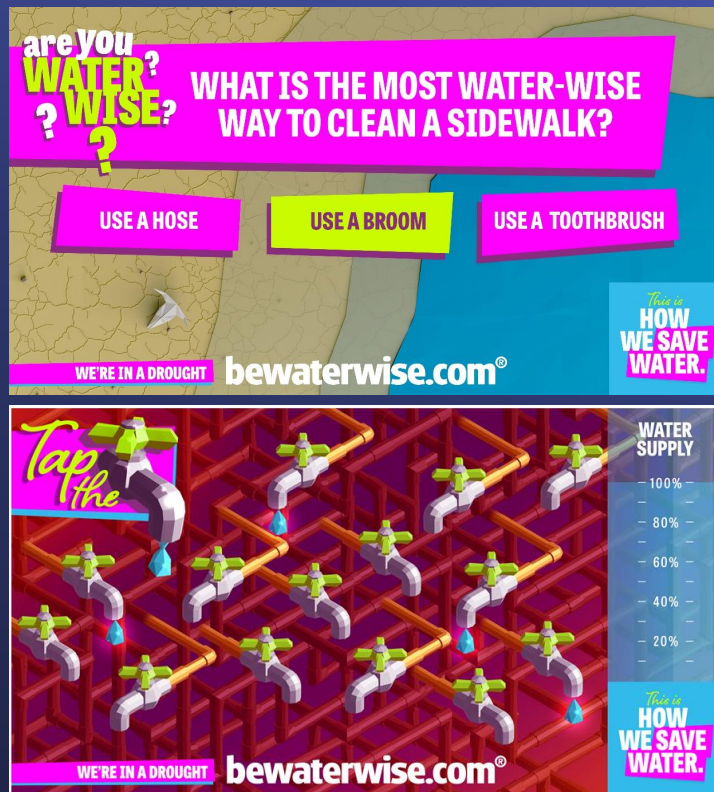 are you
WATER?
? WISE?
?
WHAT IS THE MOST WATER-WISE
WAY TO CLEAN A SIDEWALK?
USE A HOSE
USE A BROOM
USE A TOOTHBRUSH
This is
HOW
WE SAVE
WATER.
WE'RE IN A DROUGHT
bewaterwise.com®
Tap
the
WATER
SUPPLY
100%
80%
60%
40%
20%
This is
HOW
WE SAVE
WATER.
WE'RE IN A DROUGHT
bewaterwise.com®